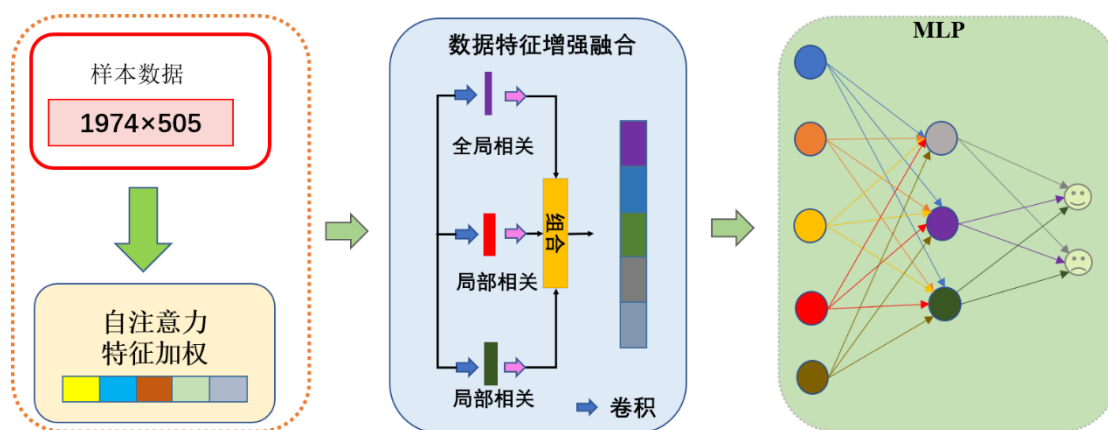 样本数据
1974×505
自注意力
特征加权
数据特征增强融合
全局相关
局部相关
局部相关
组合
卷积
MLP